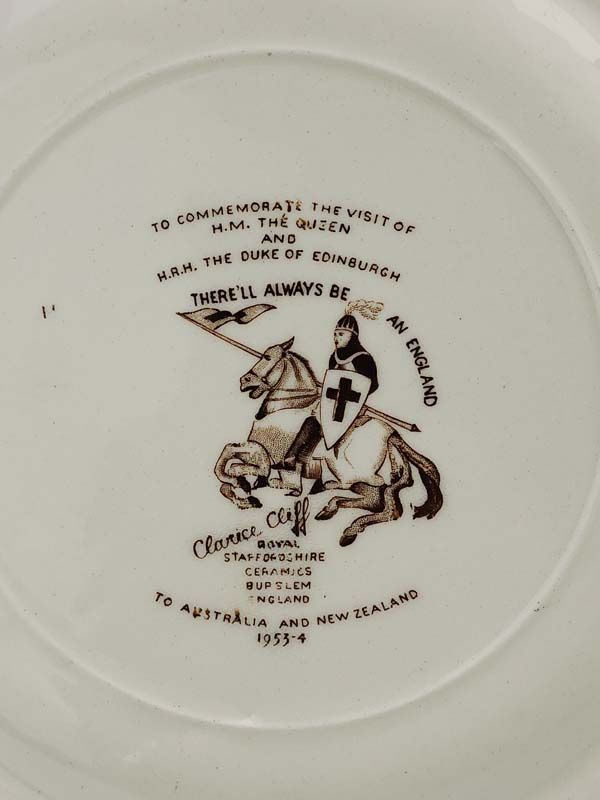 TO COMMEMORATE THE VISIT OF
H.M. THE QUEEN
AND
H.R.H. THE DUKE OF EDINBURGH
THERE'LL ALWAYS BE
AN ENGLAND
Clarice Cliff
ROYAL
STAFFORDSHIRE
CERAMICS
BURSLEM
ENGLAND
TO AUSTRALIA AND NEW ZEALAND
1953-4